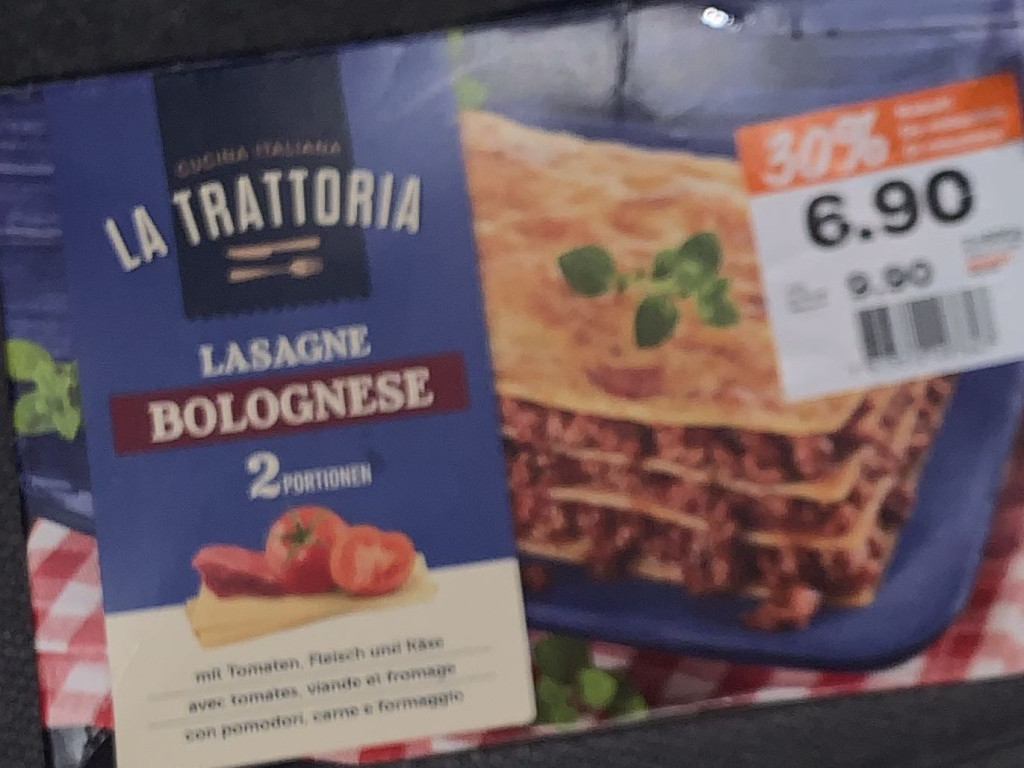 CUCINA ITALIANA
LA TRATTORIA
LASAGNE
BOLOGNESE
2 PORTIONEN
mit Tomaten, Fleisch und Käse
avec tomates, viande et fromage
con pomodori, carne e formaggio
30%
6.90
9.90